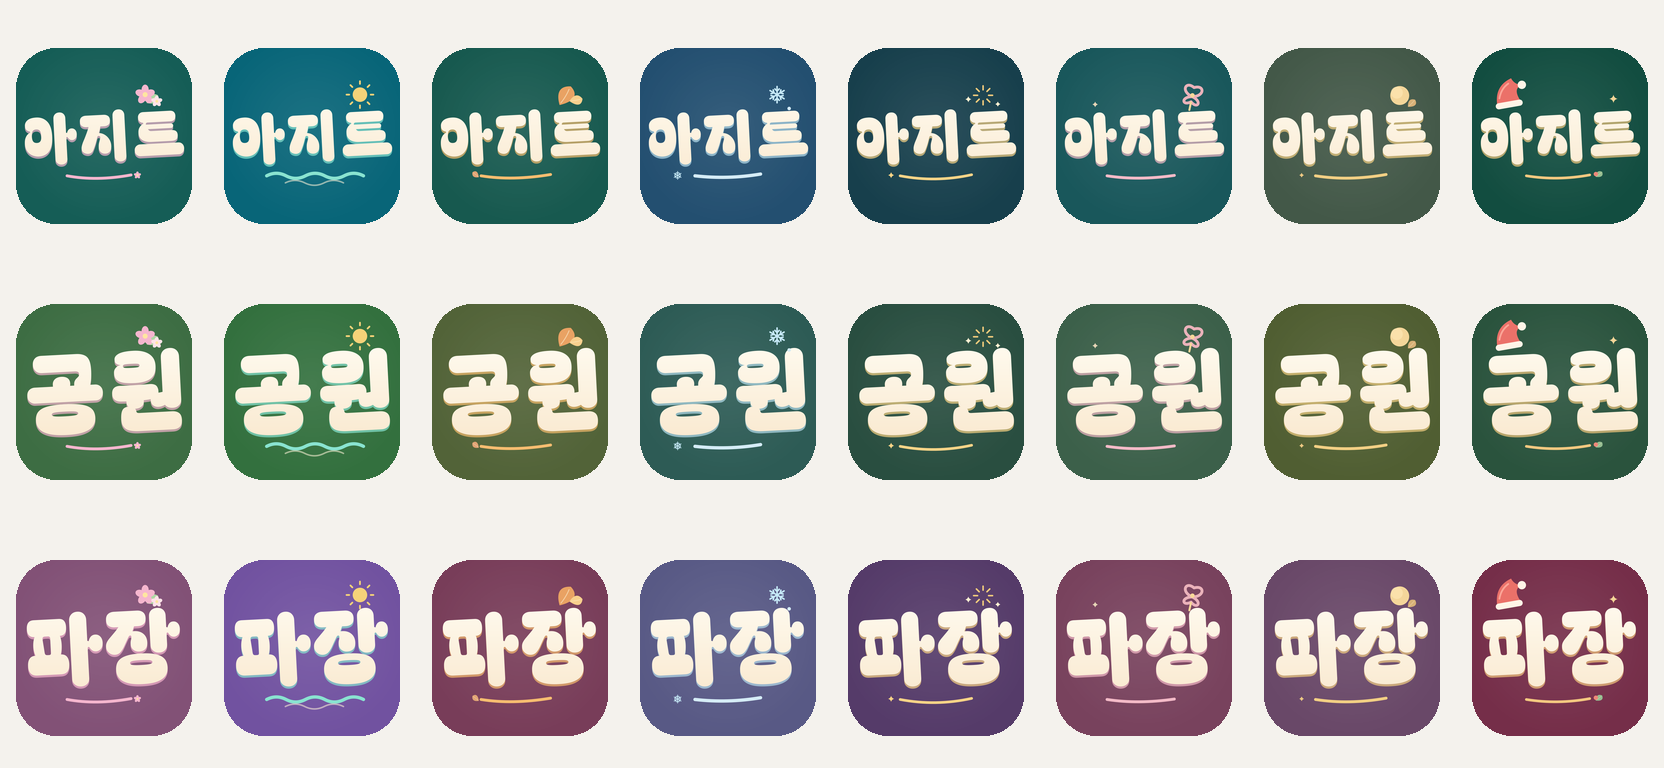 아지트 아지트 아지트 아지트 아지트 아지트 아지트 아지트
공원 공원 공원 공원 공원 공원 공원 공원
파장 파장 파장 파장 파장 파장 파장 파장